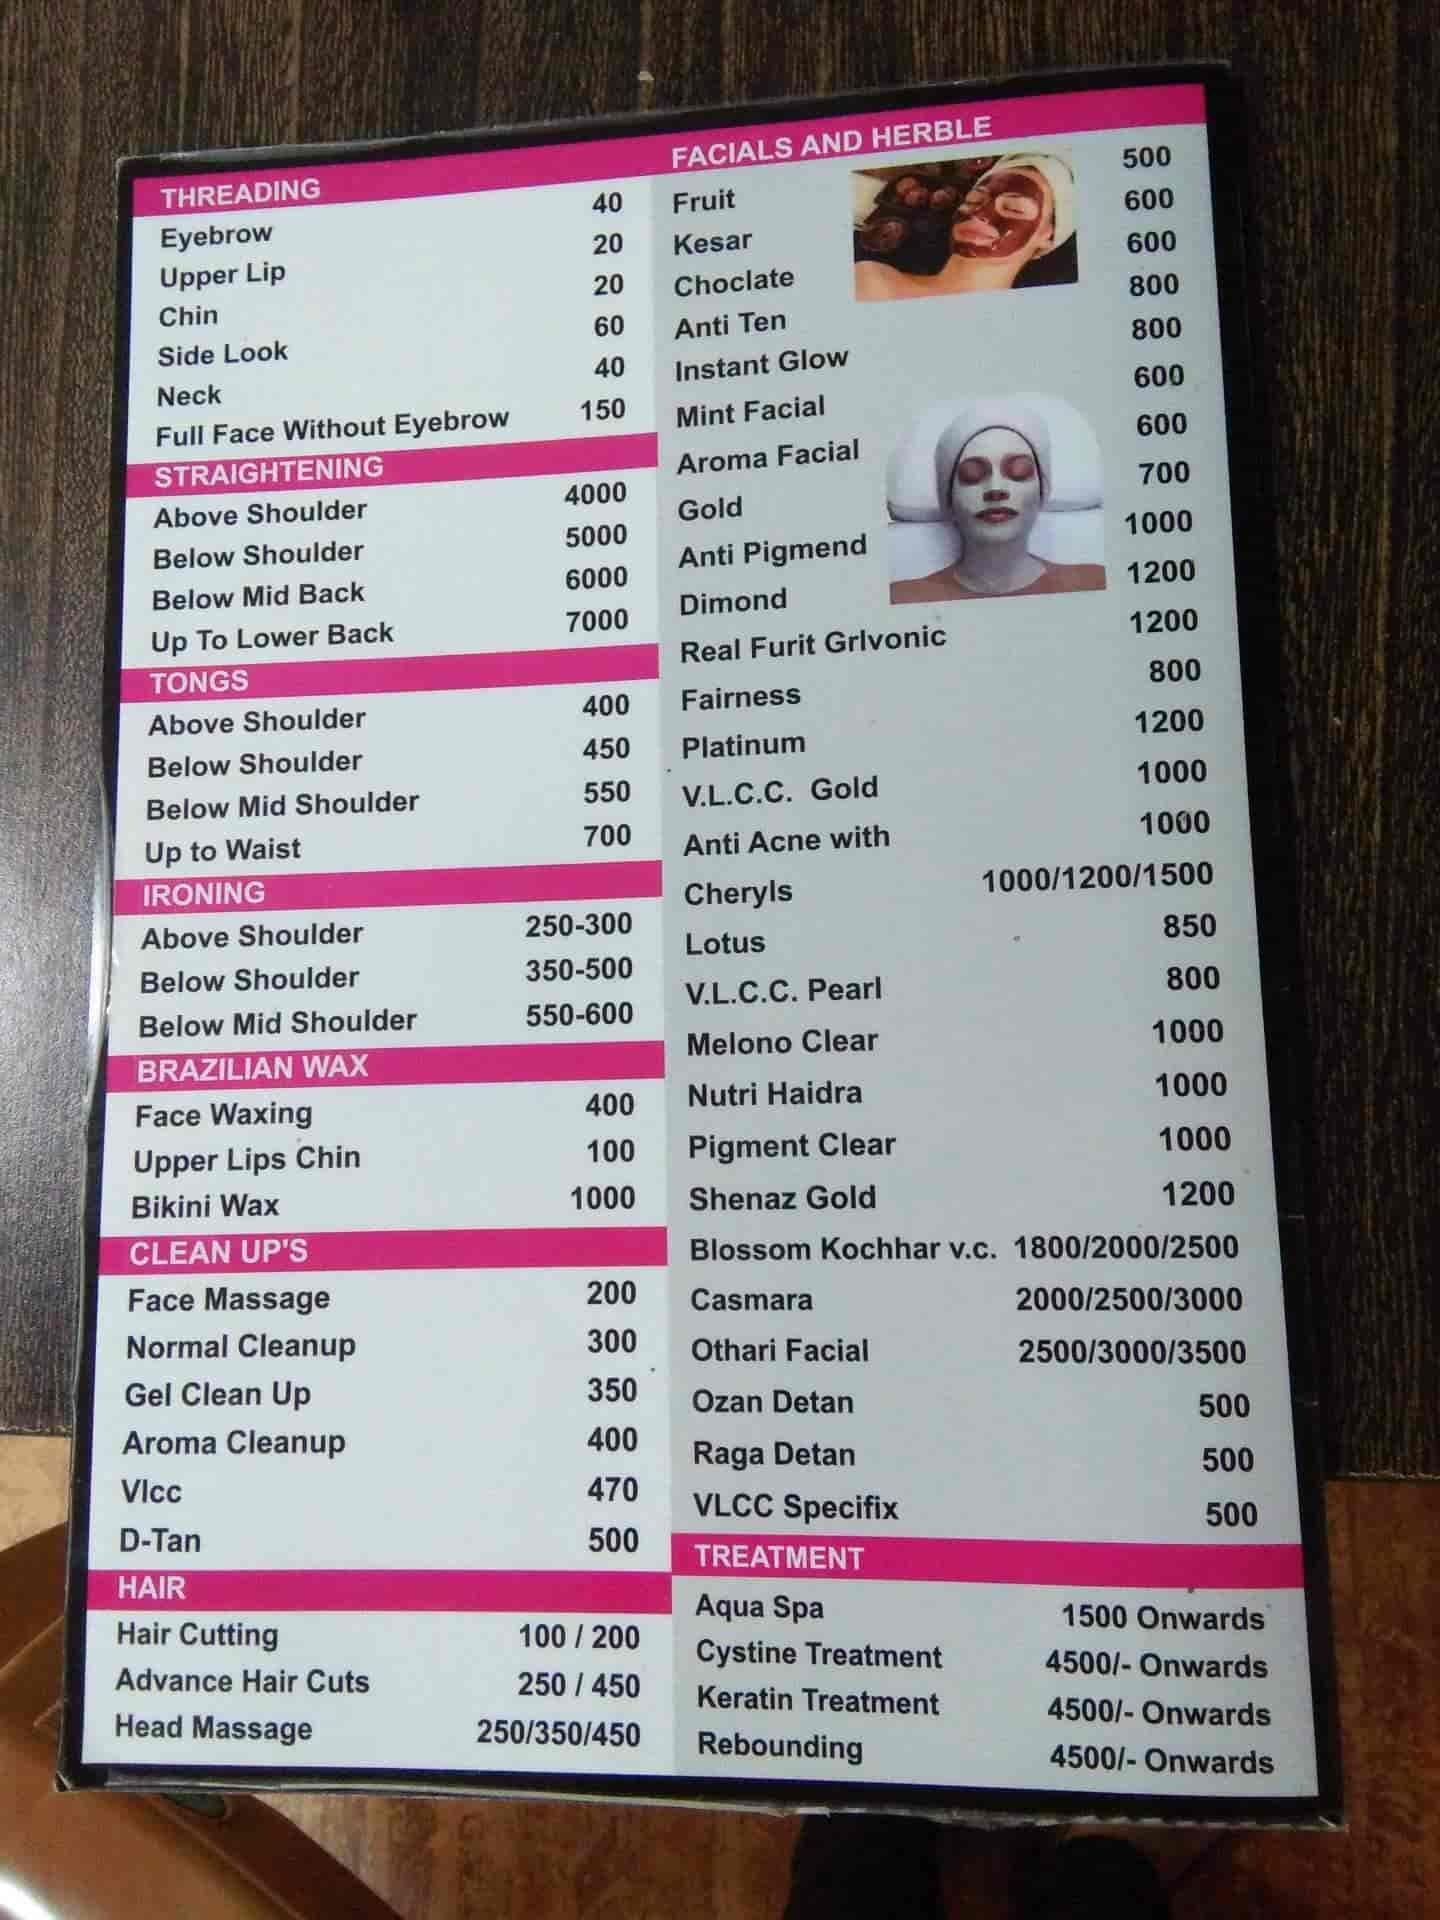 THREADING
Eyebrow 40
Upper Lip 20
Chin 20
Side Look 60
Neck 40
Full Face Without Eyebrow 150
STRAIGHTENING
Above Shoulder 4000
Below Shoulder 5000
Below Mid Back 6000
Up To Lower Back 7000
TONGS
Above Shoulder 400
Below Shoulder 450
Below Mid Shoulder 550
Up to Waist 700
IRONING
Above Shoulder 250-300
Below Shoulder 350-500
Below Mid Shoulder 550-600
BRAZILIAN WAX
Face Waxing 400
Upper Lips Chin 100
Bikini Wax 1000
CLEAN UP'S
Face Massage 200
Normal Cleanup 300
Gel Clean Up 350
Aroma Cleanup 400
Vlcc 470
D-Tan 500
HAIR
Hair Cutting 100 / 200
Advance Hair Cuts 250 / 450
Head Massage 250/350/450
FACIALS AND HERBLE
Fruit 500
Kesar 600
Choclate 600
Anti Ten 800
Instant Glow 800
Mint Facial 600
Aroma Facial 600
Gold 700
Anti Pigmend 1000
Dimond 1200
Real Furit Grlvonic 1200
Fairness 800
Platinum 1200
V.L.C.C. Gold 1000
Anti Acne with 1000
Cheryls 1000/1200/1500
Lotus 850
V.L.C.C. Pearl 800
Melono Clear 1000
Nutri Haidra 1000
Pigment Clear 1000
Shenaz Gold 1200
Blossom Kochhar v.c. 1800/2000/2500
Casmara 2000/2500/3000
Othari Facial 2500/3000/3500
Ozan Detan 500
Raga Detan 500
VLCC Specifix 500
TREATMENT
Aqua Spa 1500 Onwards
Cystine Treatment 4500/- Onwards
Keratin Treatment 4500/- Onwards
Rebounding 4500/- Onwards